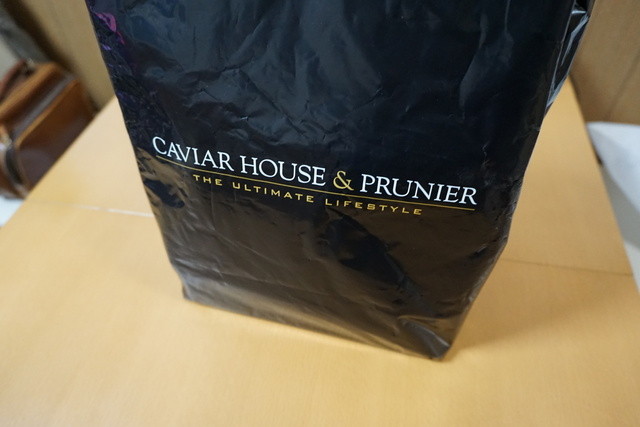 CAVIAR HOUSE & PRUNIER
THE ULTIMATE LIFESTYLE